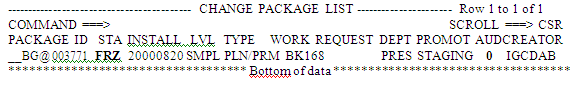 ------------------------------------ CHANGE PACKAGE LIST --------------------- Row 1 to 1 of 1
COMMAND ===> SCROLL ===> CSR
PACKAGE ID STA INSTALL LVL TYPE WORK REQUEST DEPT PROMOT AUDCREATOR
__BG@003771 FRZ 20000820 SMPL PLN/PRM BK168 PRES STAGING 0 IGCDAB
******************************* Bottom of data **********************************